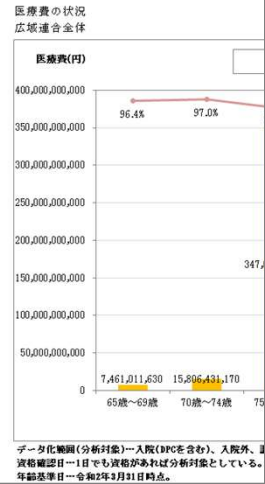 医療費の状況
広域連合全体
医療費(円)
400,000,000,000
350,000,000,000
300,000,000,000
250,000,000,000
200,000,000,000
150,000,000,000
100,000,000,000
50,000,000,000
0
96.4%
97.0%
347,
7,461,011,630
15,806,431,170
65歳～69歳
70歳～74歳
75
データ化範囲(分析対象)…入院(DPCを含む)、入院外、
資格確認日…1日でも資格があれば分析対象としている。
年齢基準日…令和2年3月31日時点。